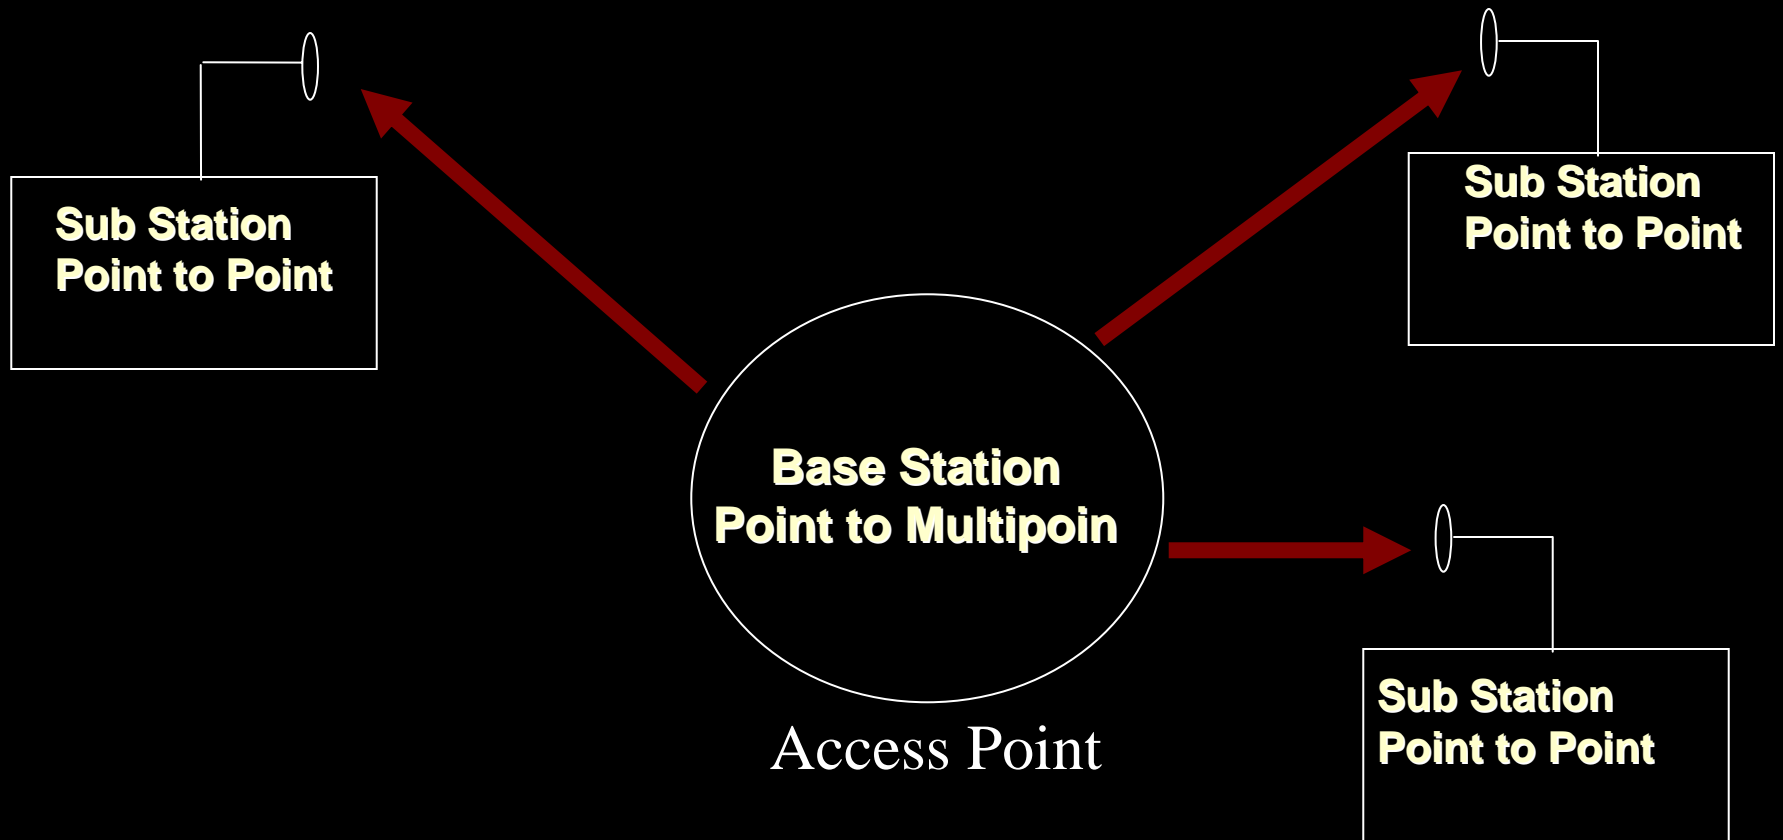 Sub Station
Point to Point
Sub Station
Point to Point
Base Station
Point to Multipoin
Access Point
Sub Station
Point to Point